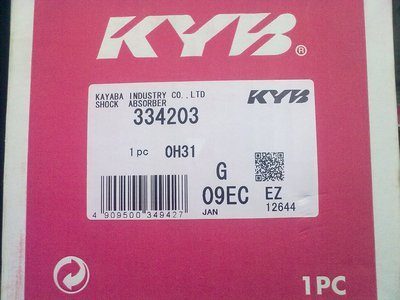 KYB®
KAYABA INDUSTRY CO.,LTD
SHOCK ABSORBER
KYB
334203
1 pc 0H31
G
09EC EZ
12644
4 909500 349427
JAN
1PC